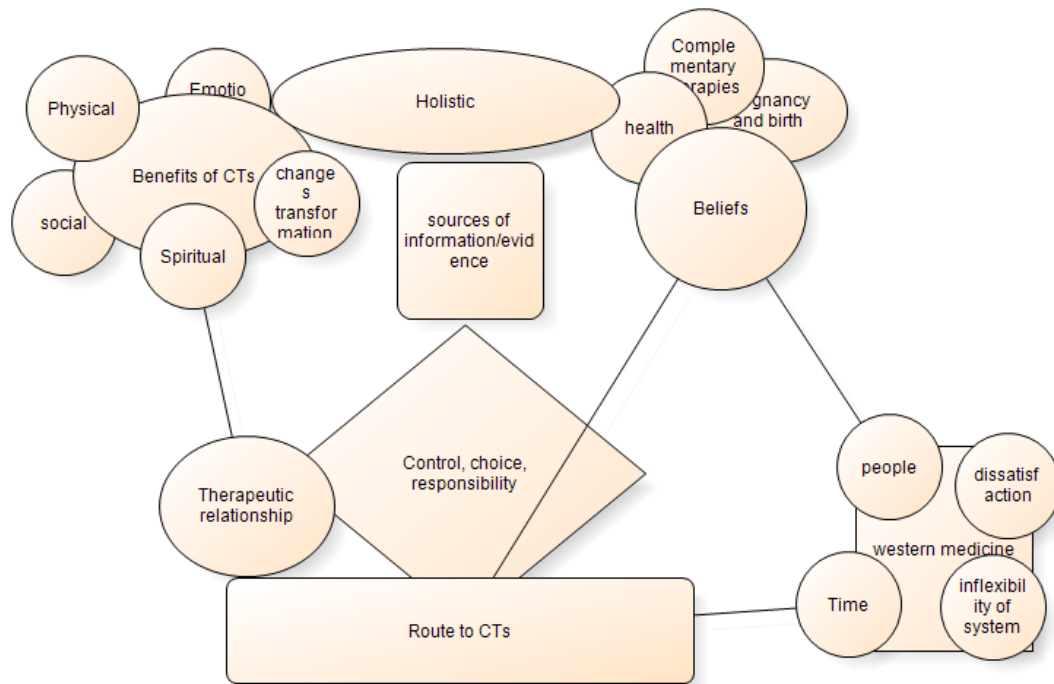 Physical
Emotio
Holistic
Comple
mentary
erapies
health
gnancy
and birth
Benefits of CTs
change
s
transfor
mation
social
Spiritual
sources of
information/evid
ence
Beliefs
Control, choice,
responsibility
Therapeutic
relationship
people
dissatisf
action
western medicine
Time
inflexibil
ity of
system
Route to CTs